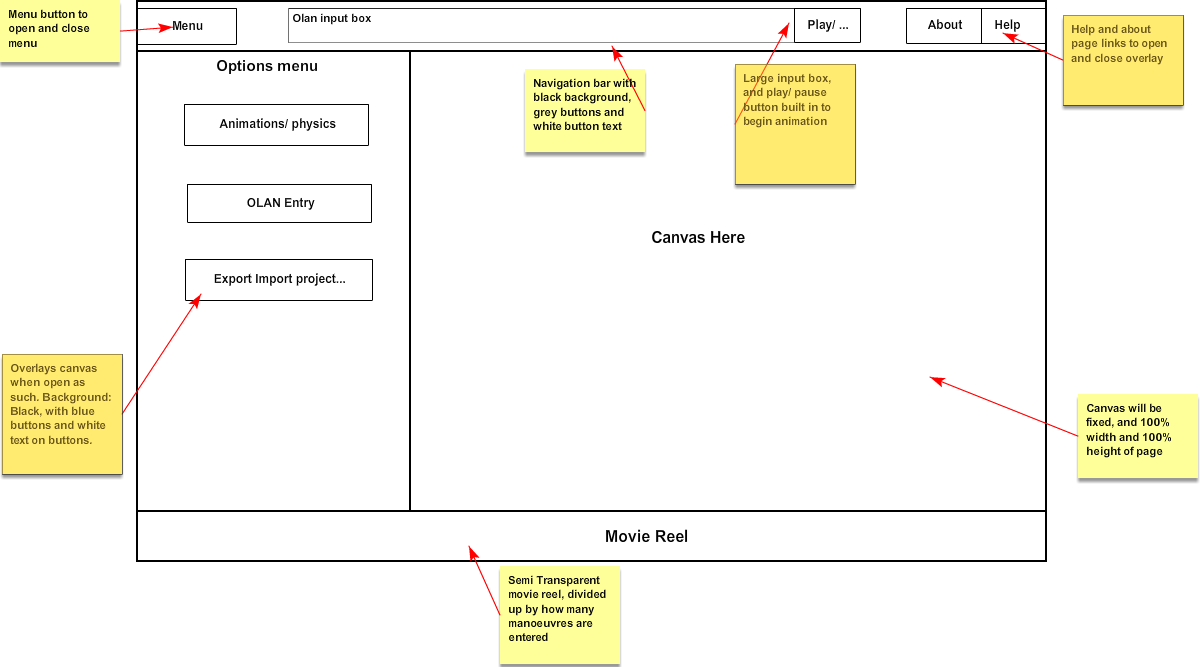 Menu button to
open and close
menu
Menu
Olan input box
Play/ ...
About
Help
Help and about
page links to open
and close overlay
Options menu
Navigation bar with
black background,
grey buttons and
white button text
Large input box,
and play/ pause
button built in to
begin animation
Animations/ physics
OLAN Entry
Canvas Here
Export Import project...
Overlays canvas
when open as
such. Background:
Black, with blue
buttons and white
text on buttons.
Canvas will be
fixed, and 100%
width and 100%
height of page
Movie Reel
Semi Transparent
movie reel, divided
up by how many
manoeuvres are
entered